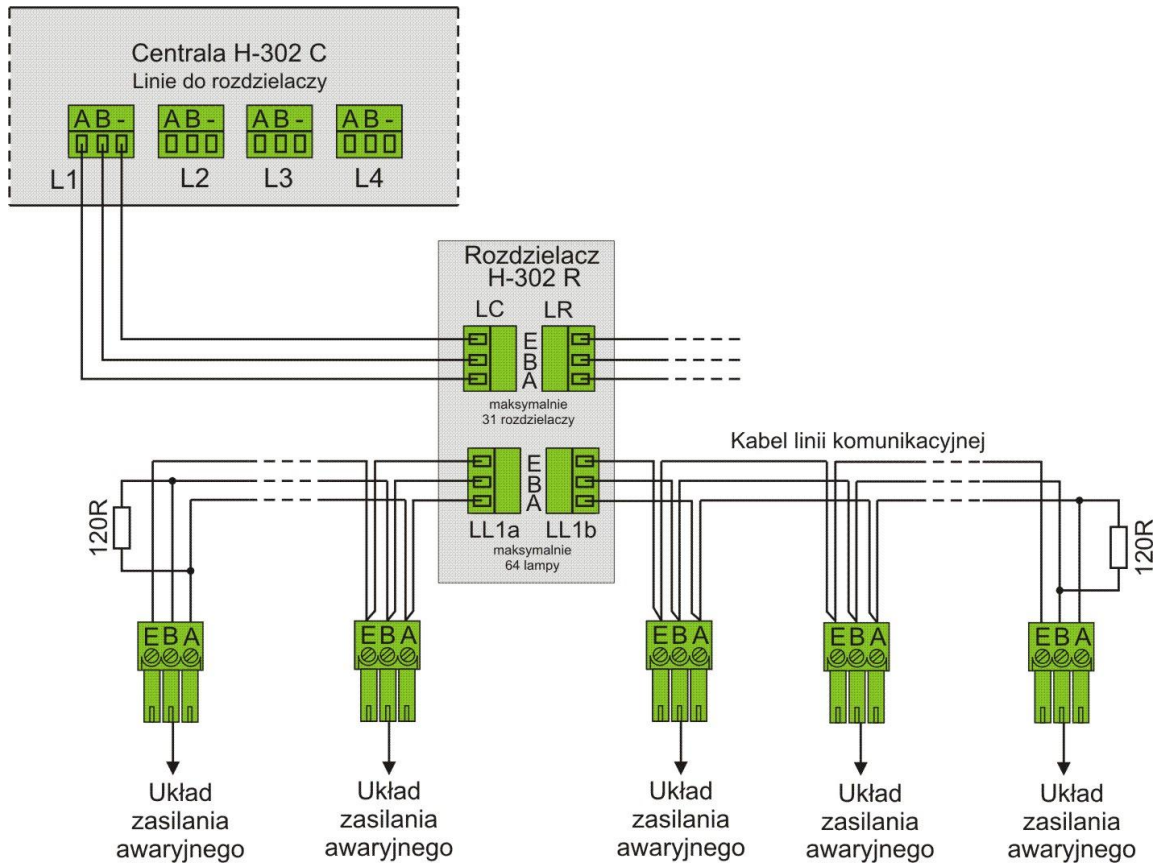 Centrala H-302 C
Linie do rozdzielaczy
A B -
A B -
A B -
A B -
L1
L2
L3
L4
Rozdzielacz
H-302 R
LC
LR
E
B
A
maksymalnie
31 rozdzielaczy
Kabel linii komunikacyjnej
E
B
A
LL1a
LL1b
maksymalnie
64 lampy
120R
120R
E B A
E B A
E B A
E B A
E B A
Układ
zasilania
awaryjnego
Układ
zasilania
awaryjnego
Układ
zasilania
awaryjnego
Układ
zasilania
awaryjnego
Układ
zasilania
awaryjnego